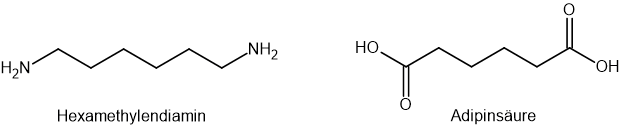 H2N
NH2
Hexamethylendiamin
HO
O
O
OH
Adipinsäure